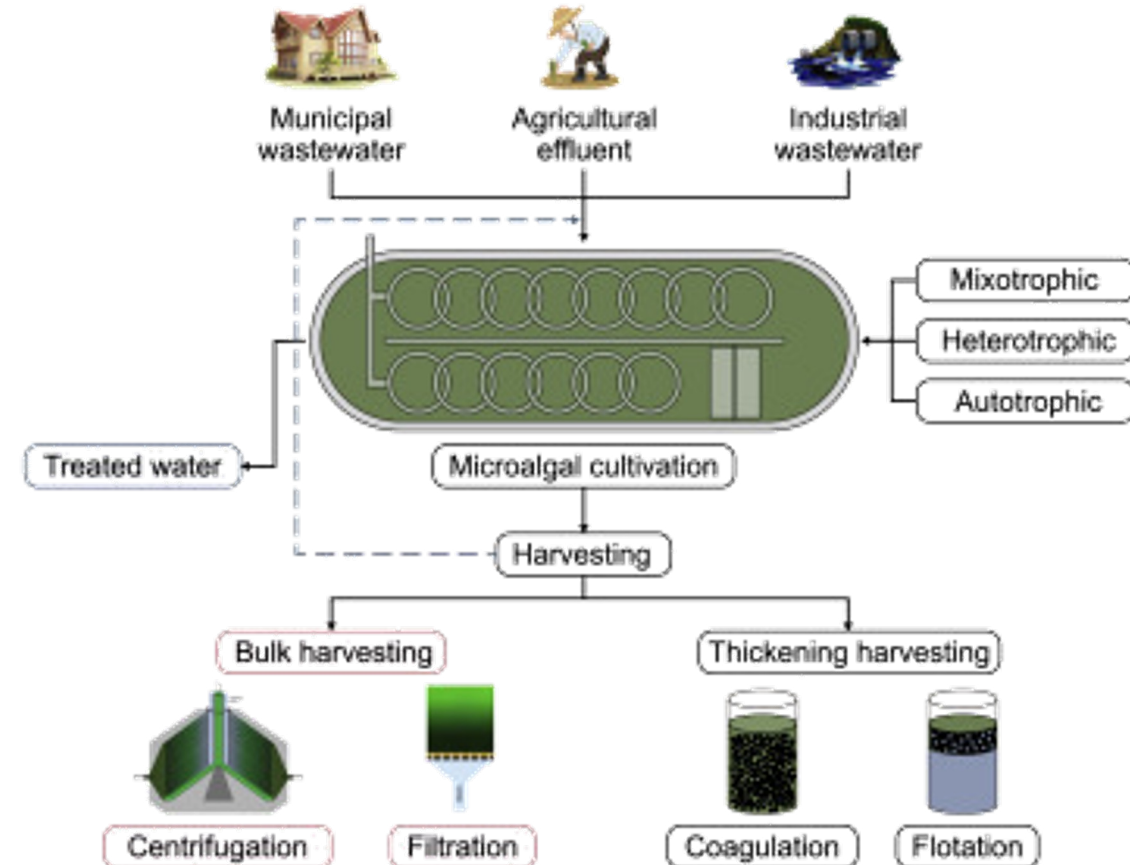 Municipal
wastewater
Agricultural
effluent
Industrial
wastewater
Mixotrophic
Heterotrophic
Autotrophic
Treated water
Microalgal cultivation
Harvesting
Bulk harvesting
Thickening harvesting
Centrifugation
Filtration
Coagulation
Flotation